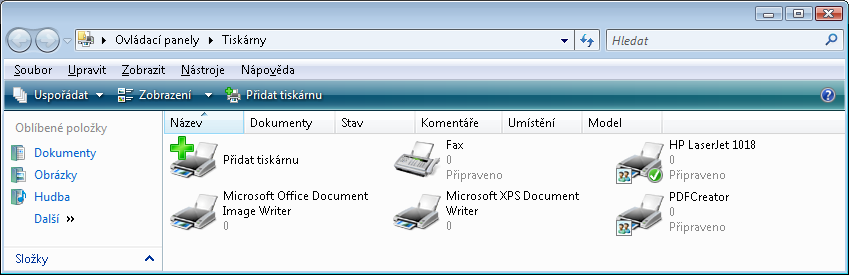 Ovládací panely Tiskárny
Hledat
Soubor Upravit Zobrazit Nástroje Nápověda
Uspořádat Zobrazení Přidat tiskárnu ?
Oblíbené položky
Dokumenty
Obrázky
Hudba
Další »
Složky
Název Dokumenty Stav Komentáře Umístění Model
Přidat tiskárnu
Fax
0
Připraveno
HP LaserJet 1018
0
Připraveno
Microsoft Office Document
Image Writer
0
Microsoft XPS Document
Writer
0
PDFCreator
0
Připraveno